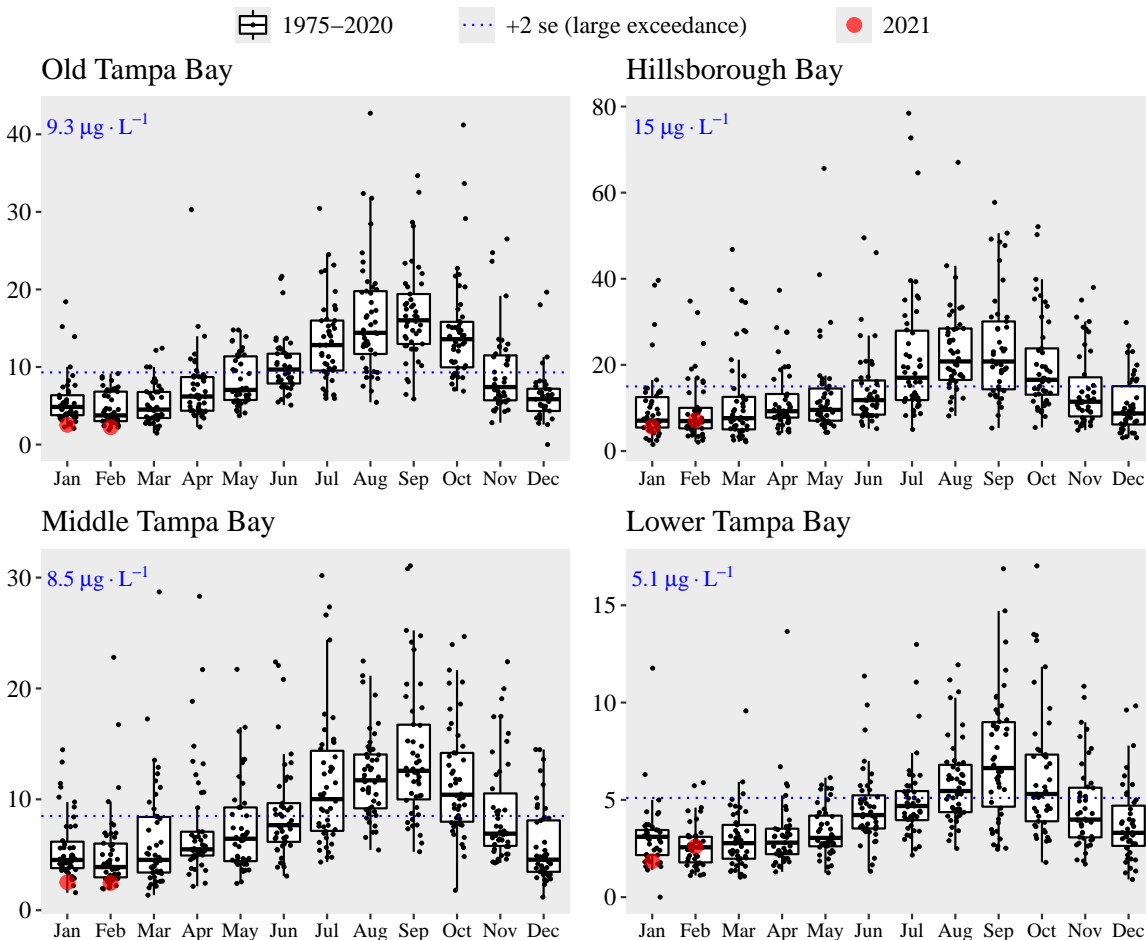 1975−2020 +2 se (large exceedance) 2021
Old Tampa Bay
9.3 μg · L−1
40
30
20
10
0
Jan Feb Mar Apr May Jun Jul Aug Sep Oct Nov Dec
Hillsborough Bay
15 μg · L−1
80
60
40
20
0
Jan Feb Mar Apr May Jun Jul Aug Sep Oct Nov Dec
Middle Tampa Bay
8.5 μg · L−1
30
20
10
0
Jan Feb Mar Apr May Jun Jul Aug Sep Oct Nov Dec
Lower Tampa Bay
5.1 μg · L−1
15
10
5
0
Jan Feb Mar Apr May Jun Jul Aug Sep Oct Nov Dec